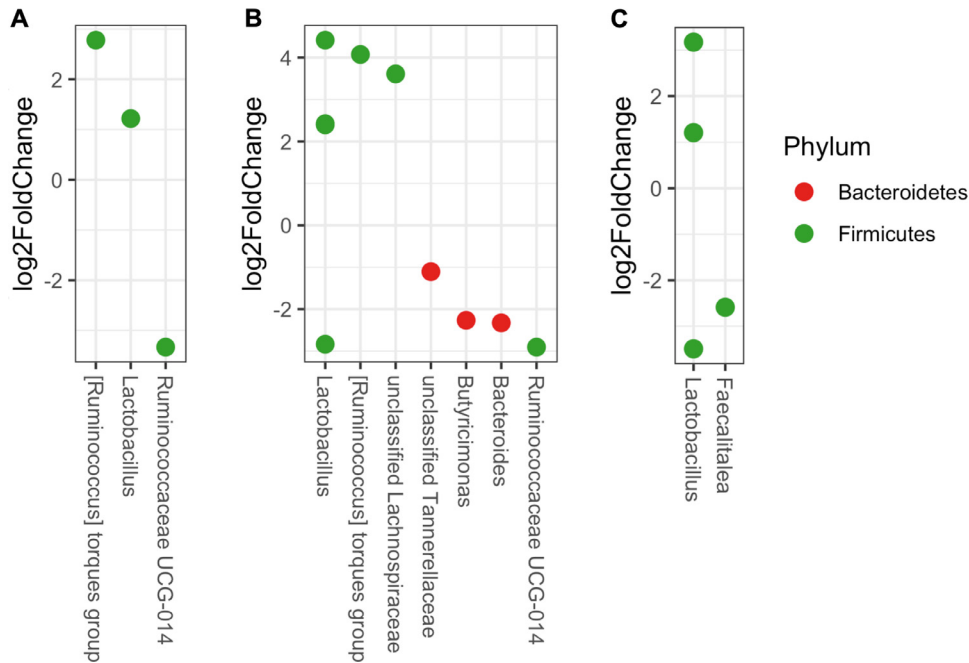 A
log2FoldChange
2
0
-2
[Ruminococcus] torques group
Lactobacillus
Ruminococcaceae UCG-014
B
log2FoldChange
4
2
0
-2
Lactobacillus
[Ruminococcus] torques group
unclassified Lachnospiraceae
unclassified Tannerellaceae
Butyricimonas
Bacteroides
Ruminococcaceae UCG-014
C
log2FoldChange
2
0
-2
Lactobacillus
Faecalitalea
Phylum
Bacteroidetes
Firmicutes